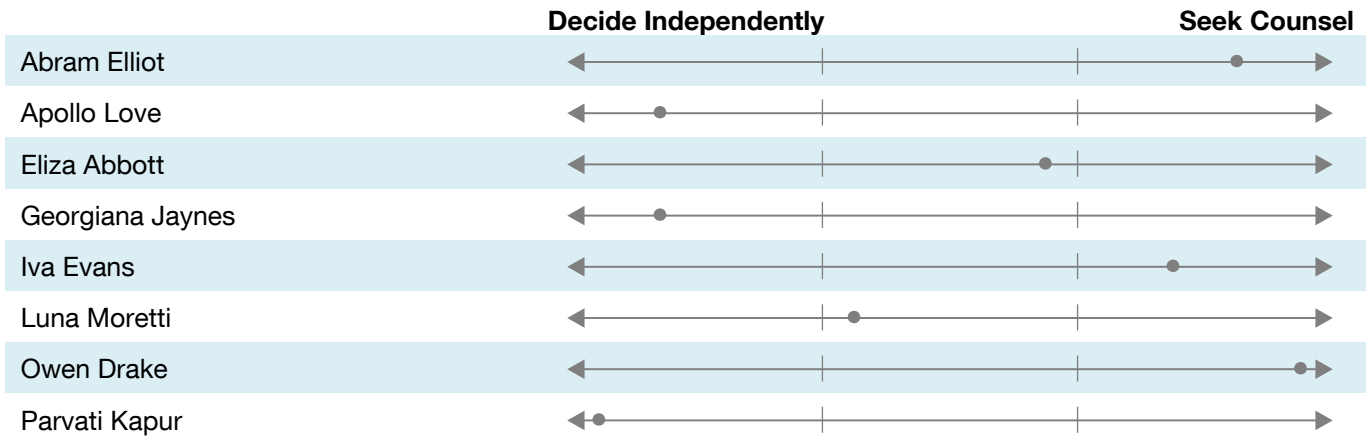 Decide Independently Seek Counsel
Abram Elliot
Apollo Love
Eliza Abbott
Georgiana Jaynes
Iva Evans
Luna Moretti
Owen Drake
Parvati Kapur